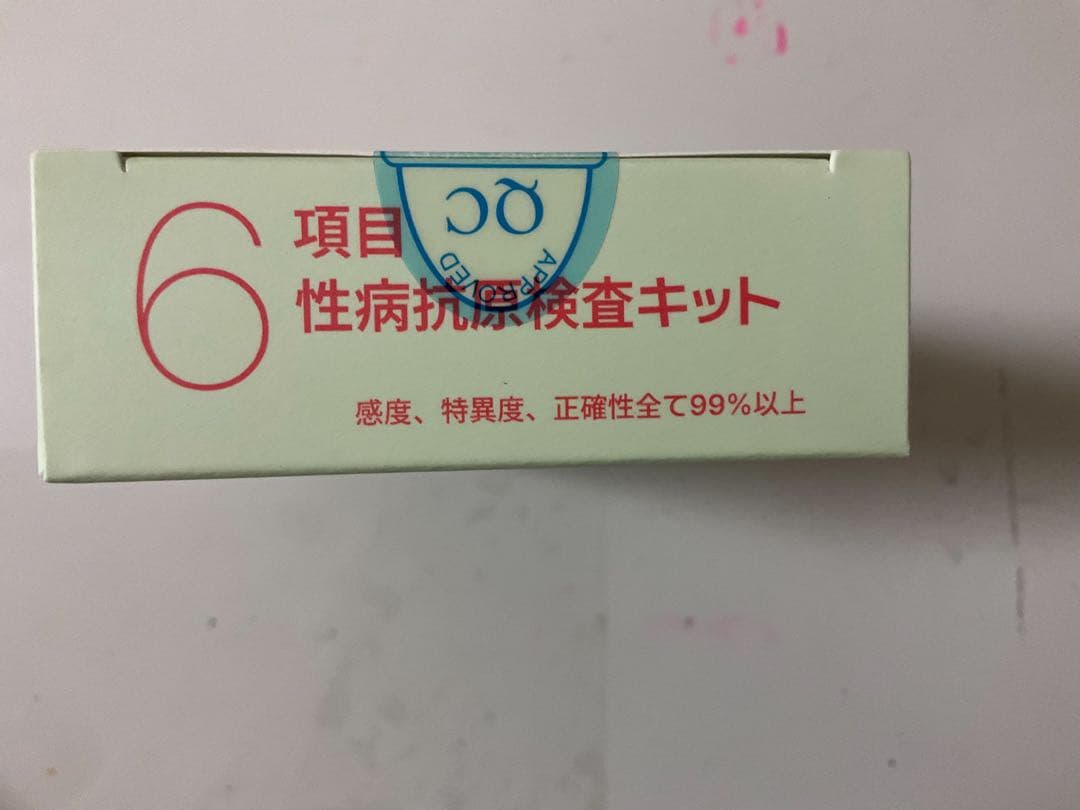 6
項目
性病抗原検査キット
感度、特異度、正確性全て99%以上
QC
APPROVED